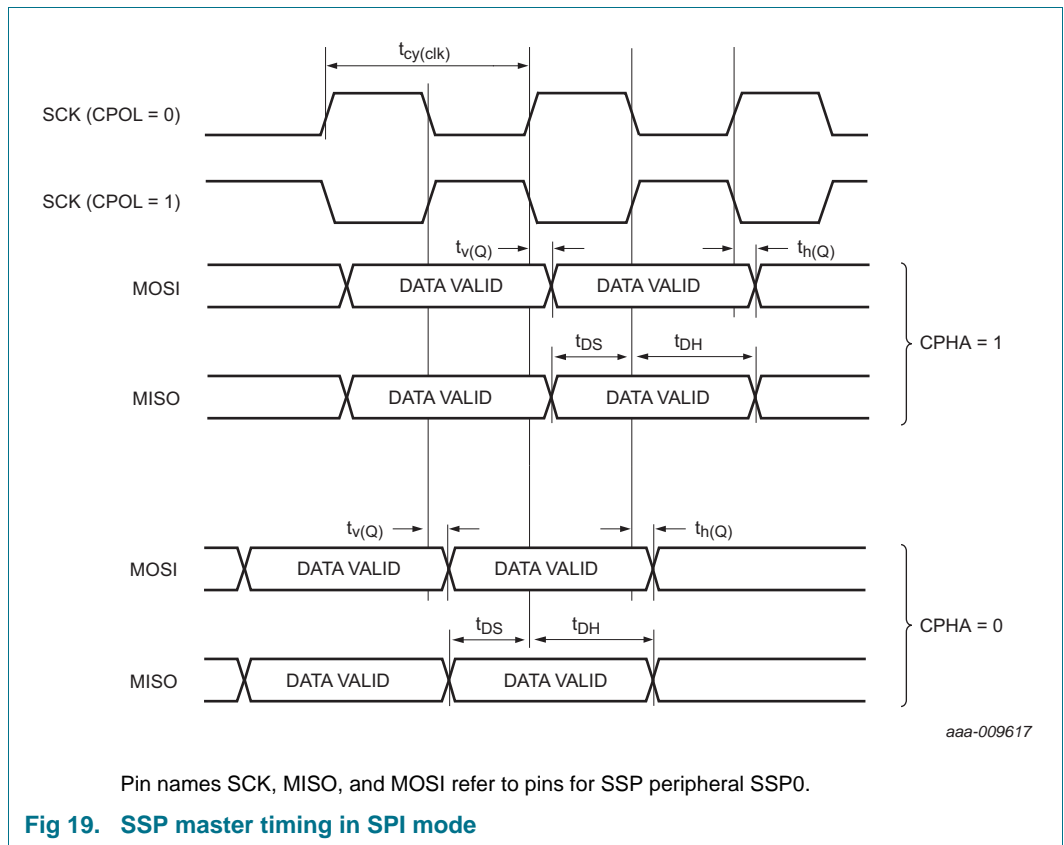 tcy(clk)
SCK (CPOL = 0)
SCK (CPOL = 1)
tv(Q)
th(Q)
MOSI
DATA VALID
DATA VALID
tDS
tDH
CPHA = 1
MISO
DATA VALID
DATA VALID
tv(Q)
th(Q)
MOSI
DATA VALID
DATA VALID
tDS
tDH
CPHA = 0
MISO
DATA VALID
DATA VALID
aaa-009617
Pin names SCK, MISO, and MOSI refer to pins for SSP peripheral SSP0.
Fig 19. SSP master timing in SPI mode